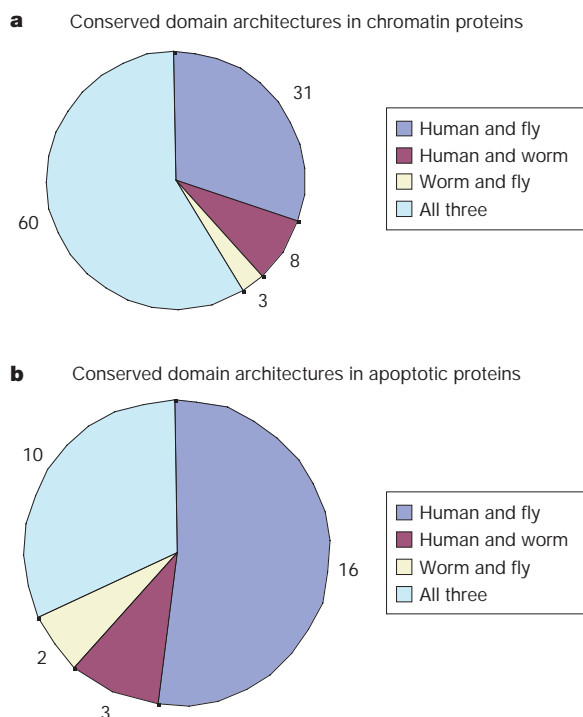 a Conserved domain architectures in chromatin proteins
31
Human and fly
Human and worm
Worm and fly
All three
60
8
3
b Conserved domain architectures in apoptotic proteins
10
Human and fly
Human and worm
Worm and fly
All three
16
2
3